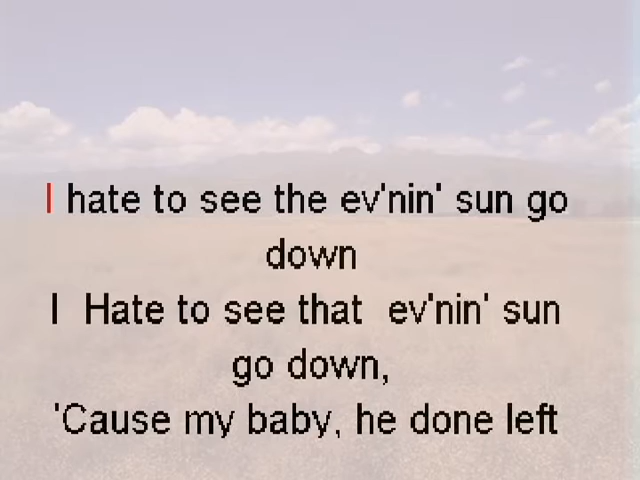 I hate to see the ev'nin' sun go
down
I  Hate to see that  ev'nin' sun
go down,
'Cause my baby, he done left